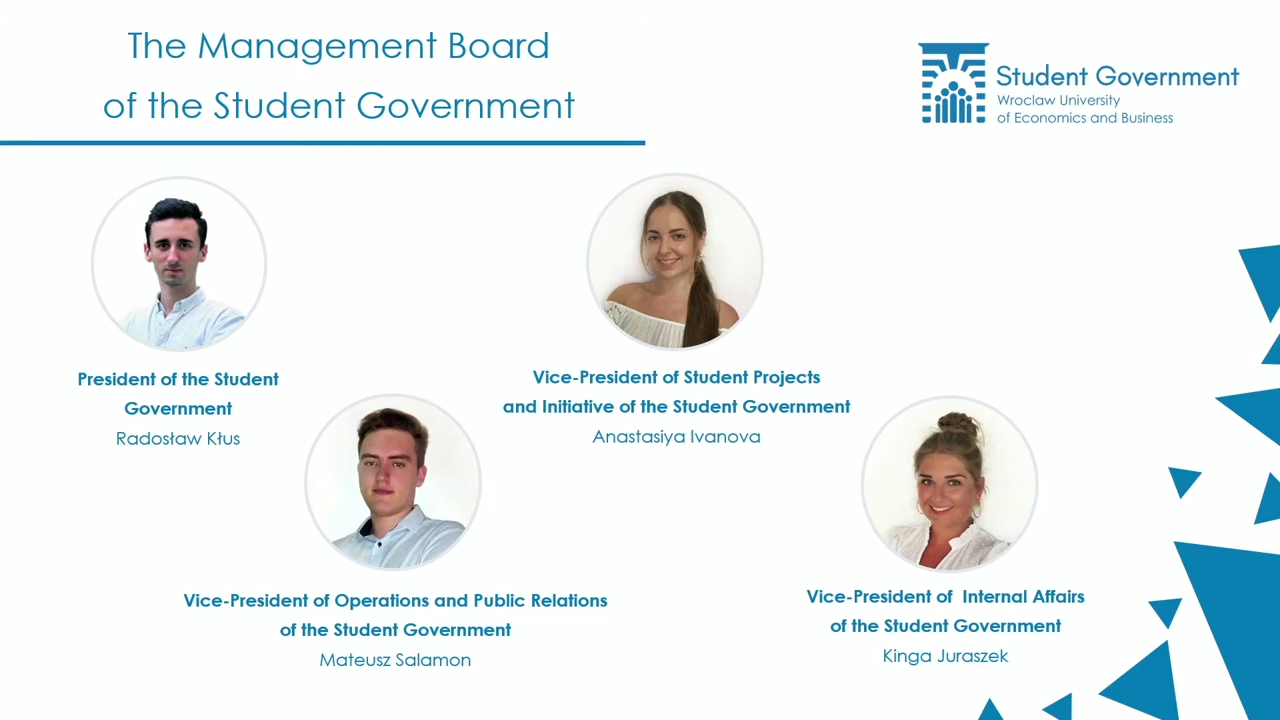 The Management Board
of the Student Government
Student Government
Wroclaw University
of Economics and Business
President of the Student
Government
Radosław Kłus
Vice-President of Student Projects
and Initiative of the Student Government
Anastasiya Ivanova
Vice-President of Operations and Public Relations
of the Student Government
Mateusz Salamon
Vice-President of  Internal Affairs
of the Student Government
Kinga Juraszek